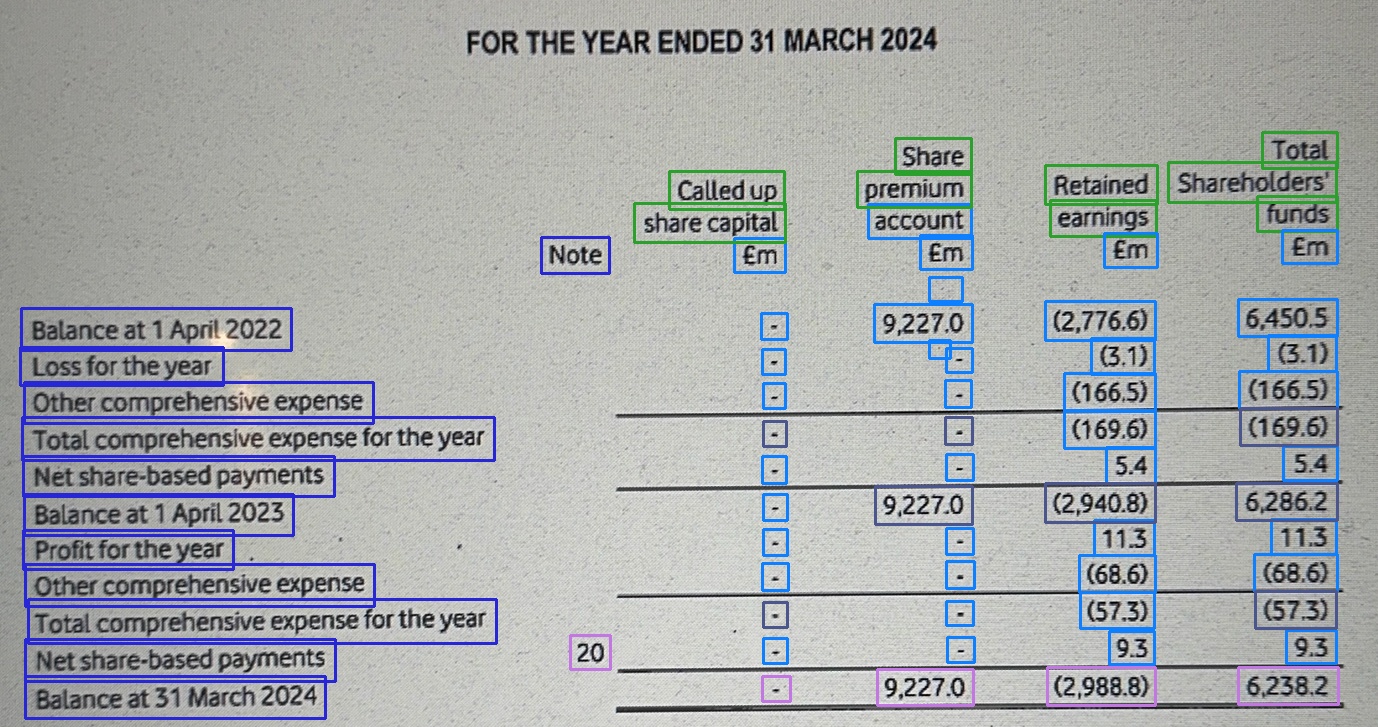 FOR THE YEAR ENDED 31 MARCH 2024
Share Total
Called up premium Retained Shareholders'
share capital account earnings funds
Note £m £m £m £m
Balance at 1 April 2022 - 9,227.0 (2,776.6) 6,450.5
Loss for the year - - (3.1) (3.1)
Other comprehensive expense - - (166.5) (166.5)
Total comprehensive expense for the year - - (169.6) (169.6)
Net share-based payments - - 5.4 5.4
Balance at 1 April 2023 - 9,227.0 (2,940.8) 6,286.2
Profit for the year - - 11.3 11.3
Other comprehensive expense - - (68.6) (68.6)
Total comprehensive expense for the year - - (57.3) (57.3)
Net share-based payments 20 - - 9.3 9.3
Balance at 31 March 2024 - 9,227.0 (2,988.8) 6,238.2